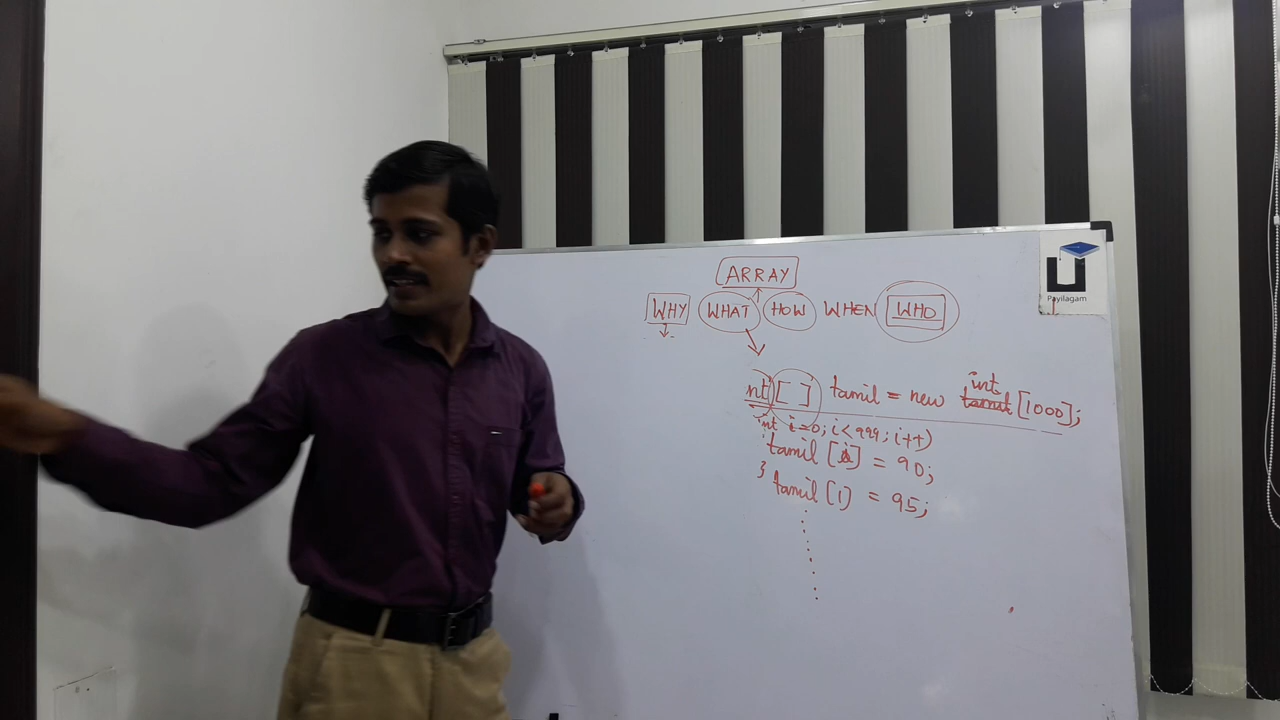 ARRAY
Payilagam
WHY WHAT HOW WHEN WHO
int [ ] tamil = new int [1000];
tamil
int i=0; i<999; i++)
tamil [i] = 90;
} tamil [1) = 95;